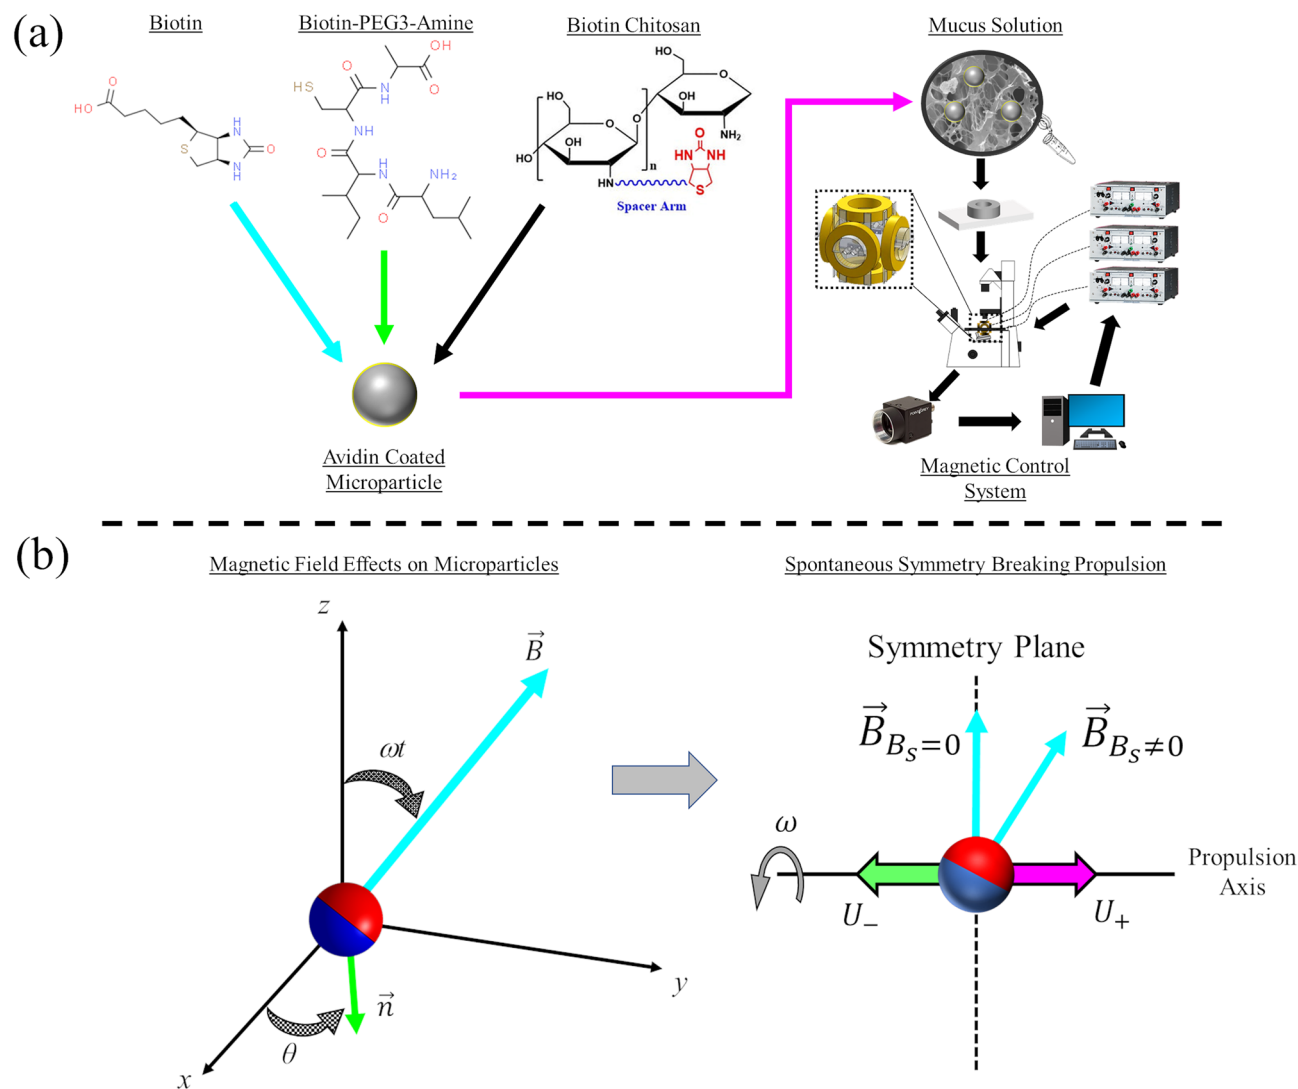 (a)
Biotin
Biotin-PEG3-Amine
Biotin Chitosan
Mucus Solution
O
HO
S
H
N
O
N
H
OH
O
O
NH
HS
NH
O
H
N
NH2
O
HO
O
OH
NH2
HO
O
OH
HO
O
HN
n
O
HN
NH
S
Spacer Arm
Avidin Coated
Microparticle
Magnetic Control
System
(b)
Magnetic Field Effects on Microparticles
Spontaneous Symmetry Breaking Propulsion
z
B
ωt
n
θ
x
y
Symmetry Plane
B Bs=0
B Bs≠0
ω
Propulsion
Axis
U−
U+